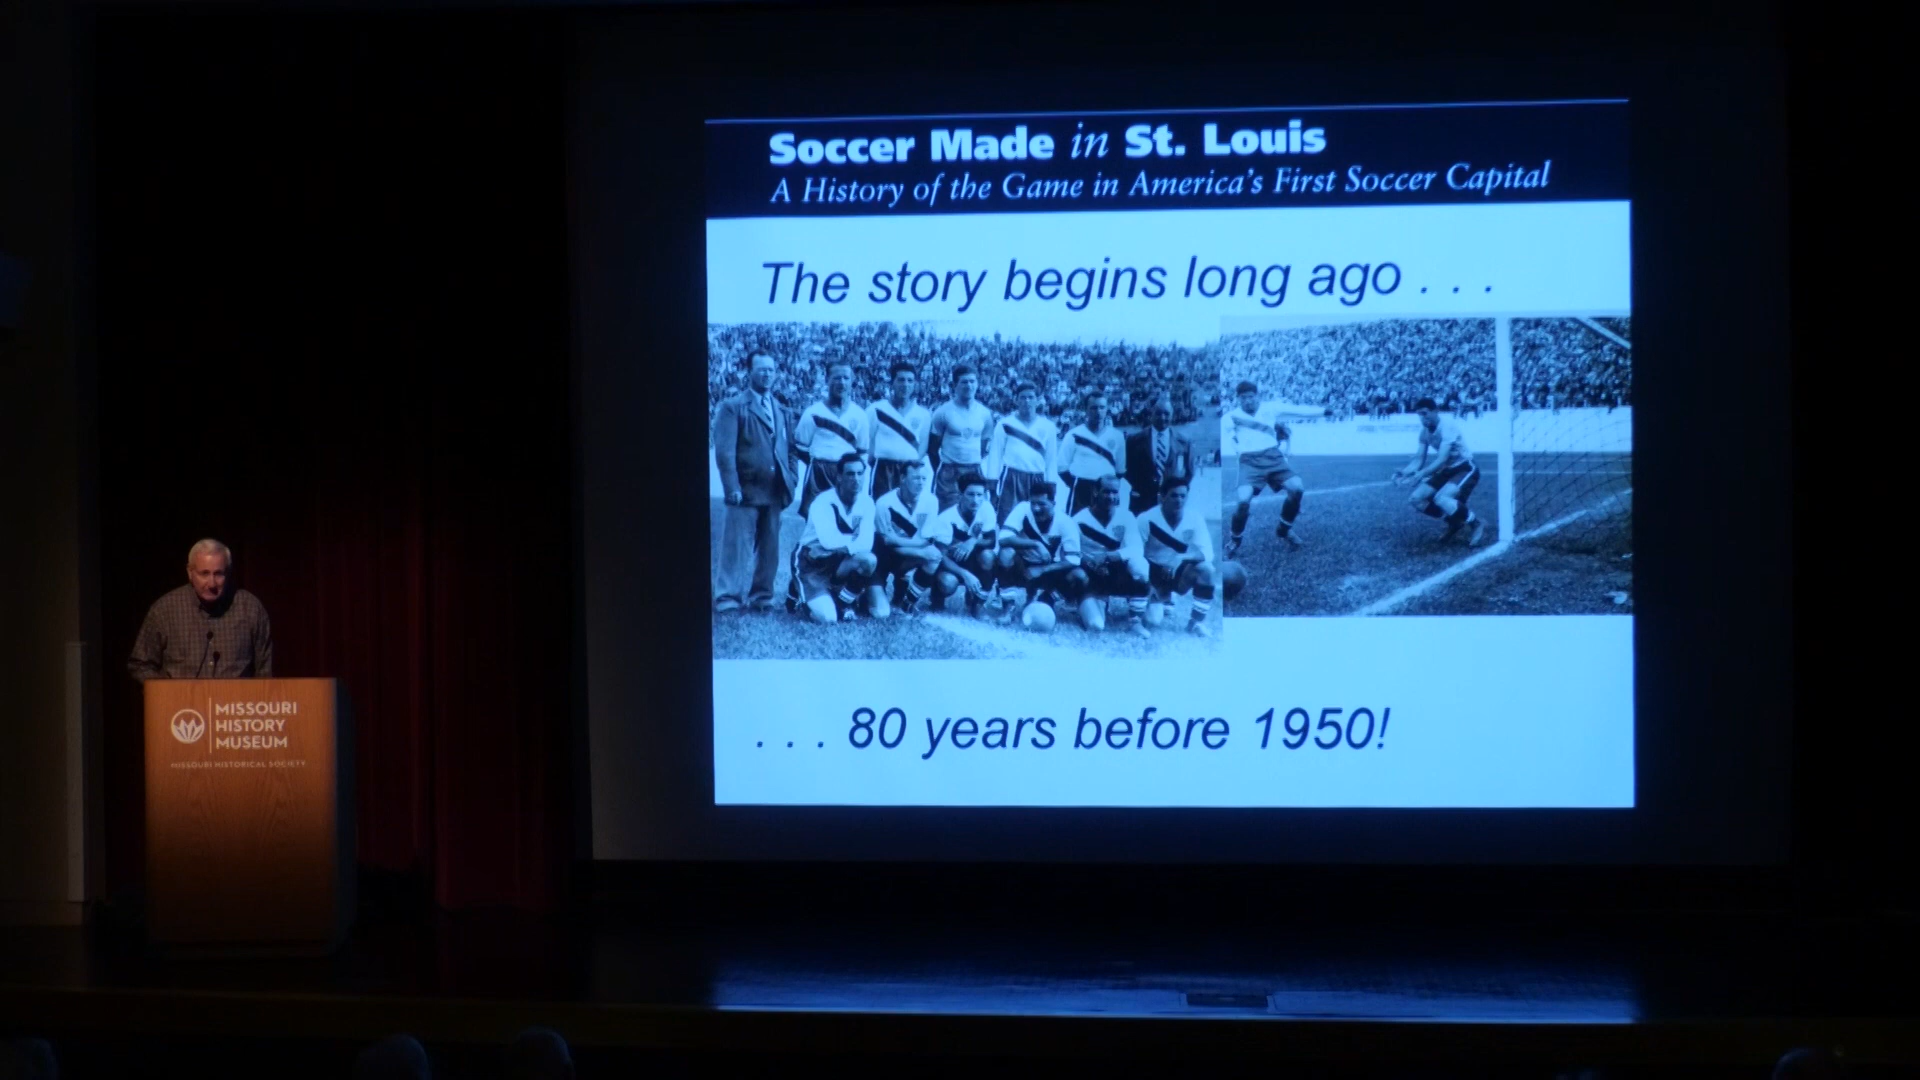 Soccer Made in St. Louis
A History of the Game in America's First Soccer Capital
The story begins long ago . . .
. . . 80 years before 1950!
MISSOURI
HISTORY
MUSEUM
MISSOURI HISTORICAL SOCIETY